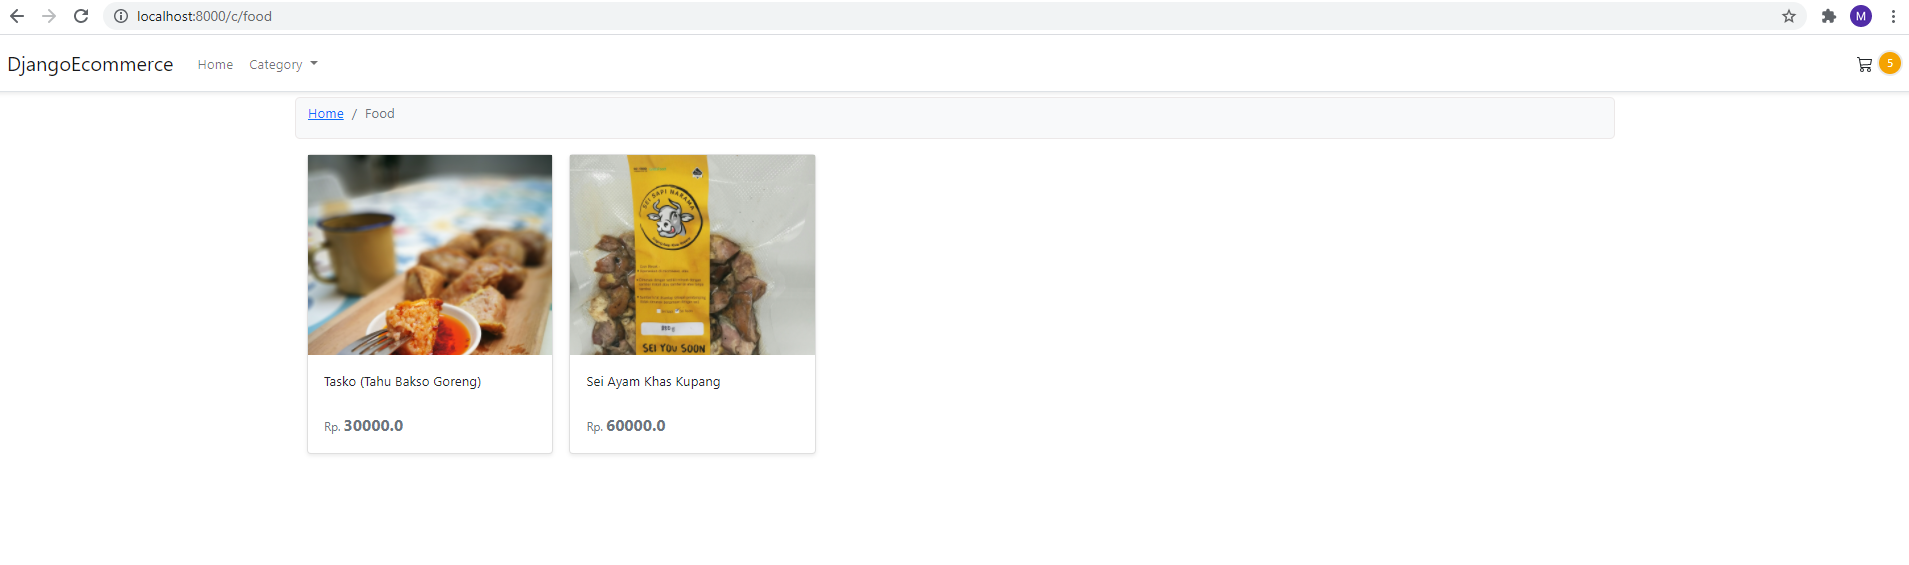 localhost:8000/c/food
M
DjangoEcommerce Home Category
5
Home / Food
SEI SAPI NARAMA
SEI YOU SOON
Tasko (Tahu Bakso Goreng)
Sei Ayam Khas Kupang
Rp. 30000.0
Rp. 60000.0